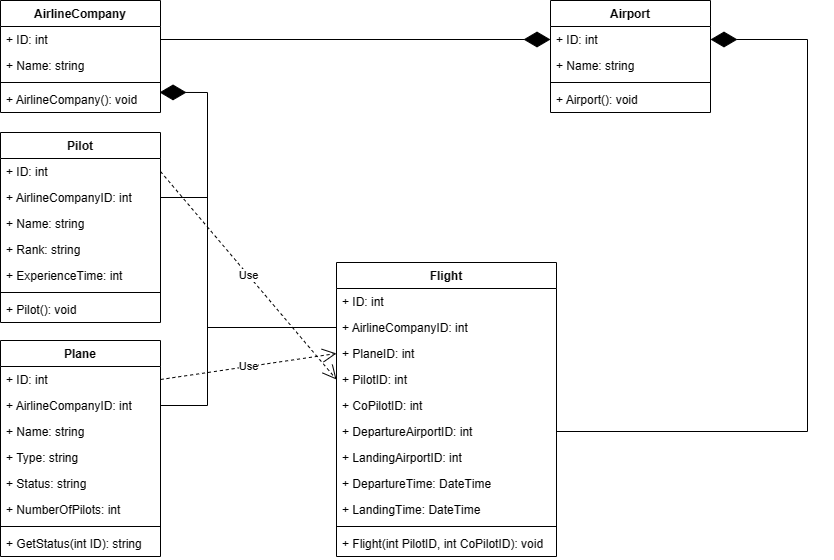 AirlineCompany
+ ID: int
+ Name: string
+ AirlineCompany(): void
Airport
+ ID: int
+ Name: string
+ Airport(): void
Pilot
+ ID: int
+ AirlineCompanyID: int
+ Name: string
+ Rank: string
+ ExperienceTime: int
+ Pilot(): void
Use
Flight
+ ID: int
+ AirlineCompanyID: int
+ PlaneID: int
+ PilotID: int
+ CoPilotID: int
+ DepartureAirportID: int
+ LandingAirportID: int
+ DepartureTime: DateTime
+ LandingTime: DateTime
+ Flight(int PilotID, int CoPilotID): void
Use
Plane
+ ID: int
+ AirlineCompanyID: int
+ Name: string
+ Type: string
+ Status: string
+ NumberOfPilots: int
+ GetStatus(int ID): string